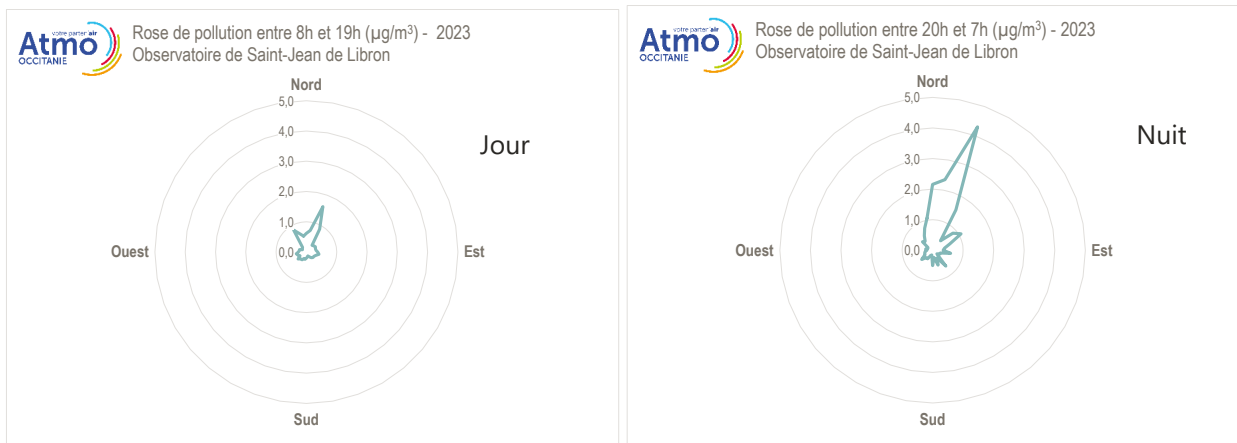 votre parten'air
Atmo
OCCITANIE
Rose de pollution entre 8h et 19h (µg/m³) - 2023
Observatoire de Saint-Jean de Libron
Jour
Nord
5,0
4,0
3,0
2,0
1,0
0,0
Ouest
Est
Sud
votre parten'air
Atmo
OCCITANIE
Rose de pollution entre 20h et 7h (µg/m³) - 2023
Observatoire de Saint-Jean de Libron
Nuit
Nord
5,0
4,0
3,0
2,0
1,0
0,0
Ouest
Est
Sud